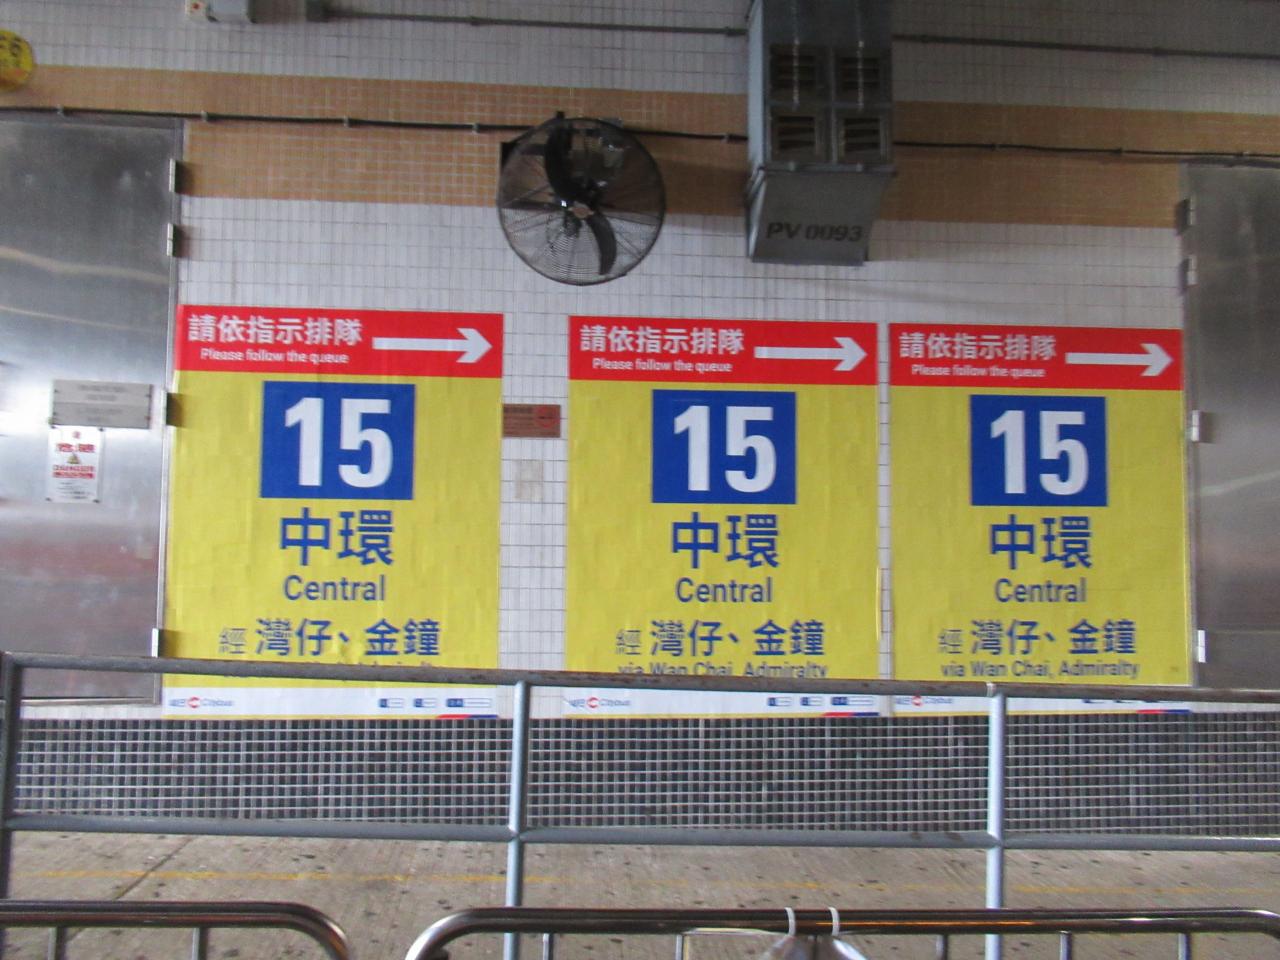 PV 0093
請依指示排隊
Please follow the queue
15
中環
Central
經 灣仔、金鐘
Citybus
請依指示排隊
Please follow the queue
15
中環
Central
經 灣仔、金鐘
via Wan Chai, Admiralty
Citybus
請依指示排隊
Please follow the queue
15
中環
Central
經 灣仔、金鐘
via Wan Chai, Admiralty
Citybus